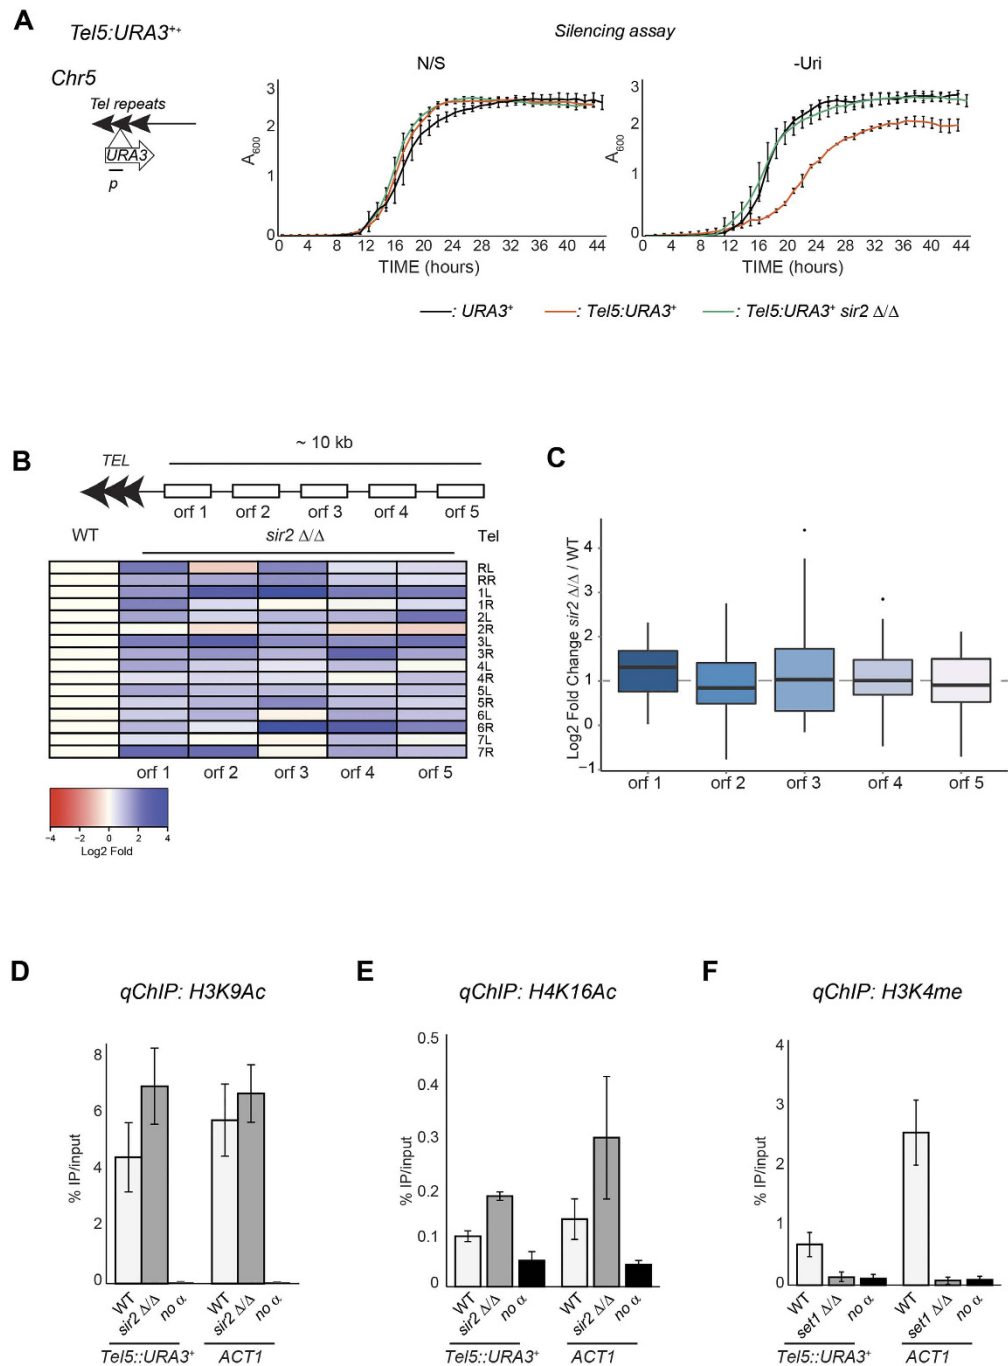 A
Tel5:URA3⁺⁺
Silencing assay
Chr5
Tel repeats
URA3
p
N/S
A₆₀₀
3
2
1
0
0 4 8 12 16 20 24 28 32 36 40 44
TIME (hours)
-Uri
A₆₀₀
3
2
1
0
0 4 8 12 16 20 24 28 32 36 40 44
TIME (hours)
: URA3⁺ : Tel5:URA3⁺ : Tel5:URA3⁺ sir2 Δ/Δ
B
~ 10 kb
TEL
orf 1 orf 2 orf 3 orf 4 orf 5
WT sir2 Δ/Δ Tel
RL
RR
1L
1R
2L
2R
3L
3R
4L
4R
5L
5R
6L
6R
7L
7R
orf 1 orf 2 orf 3 orf 4 orf 5
−4 −2 0 2 4
Log2 Fold
C
Log2 Fold Change sir2 Δ/Δ / WT
4
2
1
0
−1
orf 1 orf 2 orf 3 orf 4 orf 5
D
qChIP: H3K9Ac
% IP/input
8
6
4
2
0
WT sir2 Δ/Δ no α WT sir2 Δ/Δ no α
Tel5::URA3⁺ ACT1
E
qChIP: H4K16Ac
% IP/input
0.5
0.4
0.3
0.2
0.1
0
WT sir2 Δ/Δ no α WT sir2 Δ/Δ no α
Tel5::URA3⁺ ACT1
F
qChIP: H3K4me
% IP/input
4
3
2
1
0
WT set1 Δ/Δ no α WT set1 Δ/Δ no α
Tel5::URA3⁺ ACT1